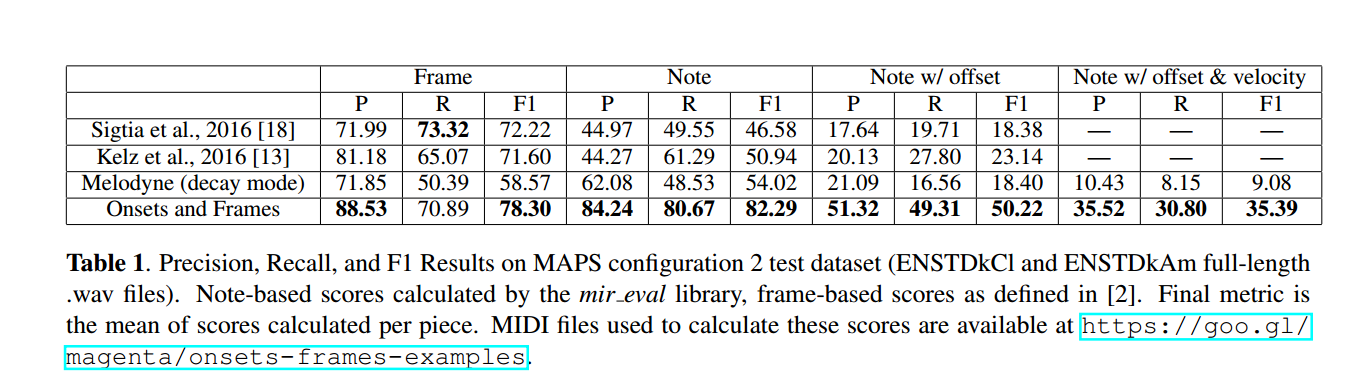 Frame Note Note w/ offset Note w/ offset & velocity
P R F1 P R F1 P R F1 P R F1
Sigtia et al., 2016 [18] 71.99 73.32 72.22 44.97 49.55 46.58 17.64 19.71 18.38 — — —
Kelz et al., 2016 [13] 81.18 65.07 71.60 44.27 61.29 50.94 20.13 27.80 23.14 — — —
Melodyne (decay mode) 71.85 50.39 58.57 62.08 48.53 54.02 21.09 16.56 18.40 10.43 8.15 9.08
Onsets and Frames 88.53 70.89 78.30 84.24 80.67 82.29 51.32 49.31 50.22 35.52 30.80 35.39
Table 1. Precision, Recall, and F1 Results on MAPS configuration 2 test dataset (ENSTDkCl and ENSTDkAm full-length
.wav files). Note-based scores calculated by the mir_eval library, frame-based scores as defined in [2]. Final metric is
the mean of scores calculated per piece. MIDI files used to calculate these scores are available at https://goo.gl/
magenta/onsets-frames-examples.